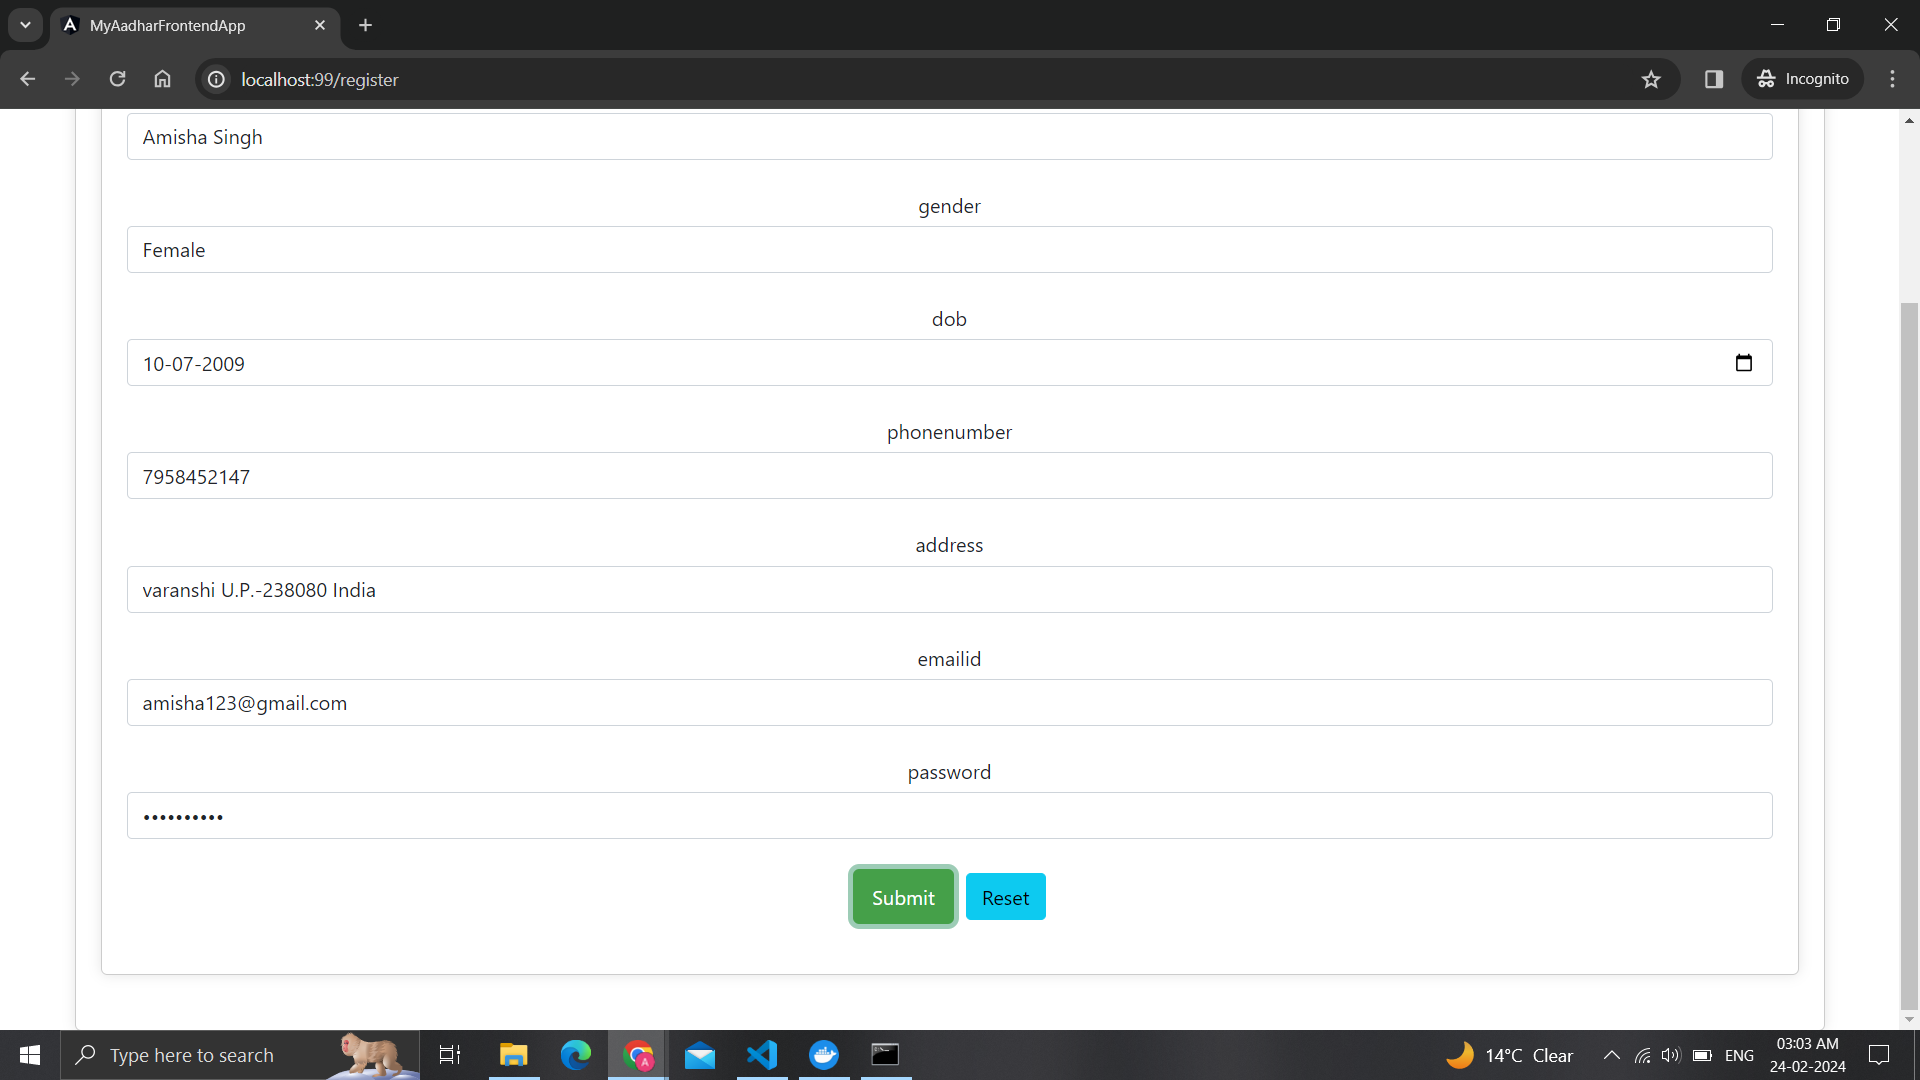 MyAadharFrontendApp
localhost:99/register
Incognito
Amisha Singh
gender
Female
dob
10-07-2009
phonenumber
7958452147
address
varanshi U.P.-238080 India
emailid
amisha123@gmail.com
password
••••••••••
Submit Reset
Type here to search
14°C Clear
ENG
03:03 AM
24-02-2024